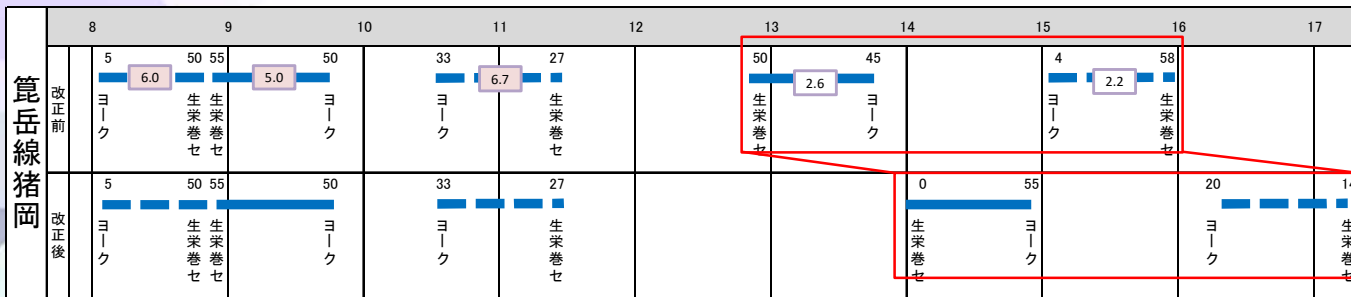 8 9 10 11 12 13 14 15 16 17
箆岳線猪岡
改正前
5 50 55 50 33 27 50 45 4 58
6.0 5.0 6.7 2.6 2.2
ヨーク 生栄巻セ 生栄巻セ ヨーク ヨーク 生栄巻セ 生栄巻セ ヨーク ヨーク 生栄巻セ
改正後
5 50 55 50 33 27 0 55 20 14
ヨーク 生栄巻セ 生栄巻セ ヨーク ヨーク 生栄巻セ 生栄巻セ ヨーク ヨーク 生栄巻セ